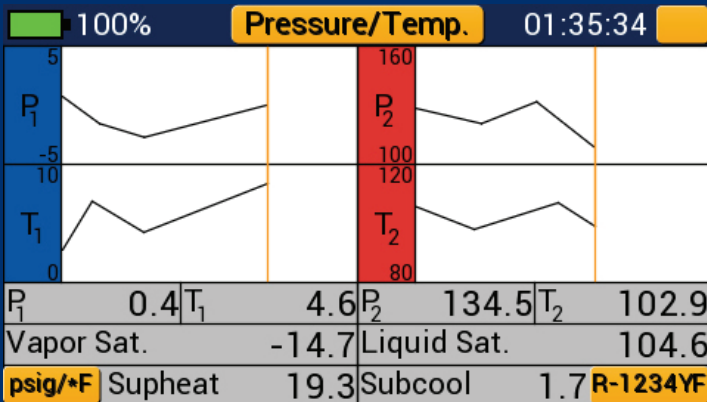 100% Pressure/Temp. 01:35:34
5 160
P1 P2
-5 100
10 120
T1 T2
0 80
P1 0.4 T1 4.6 P2 134.5 T2 102.9
Vapor Sat. -14.7 Liquid Sat. 104.6
psig/*F Supheat 19.3 Subcool 1.7 R-1234YF